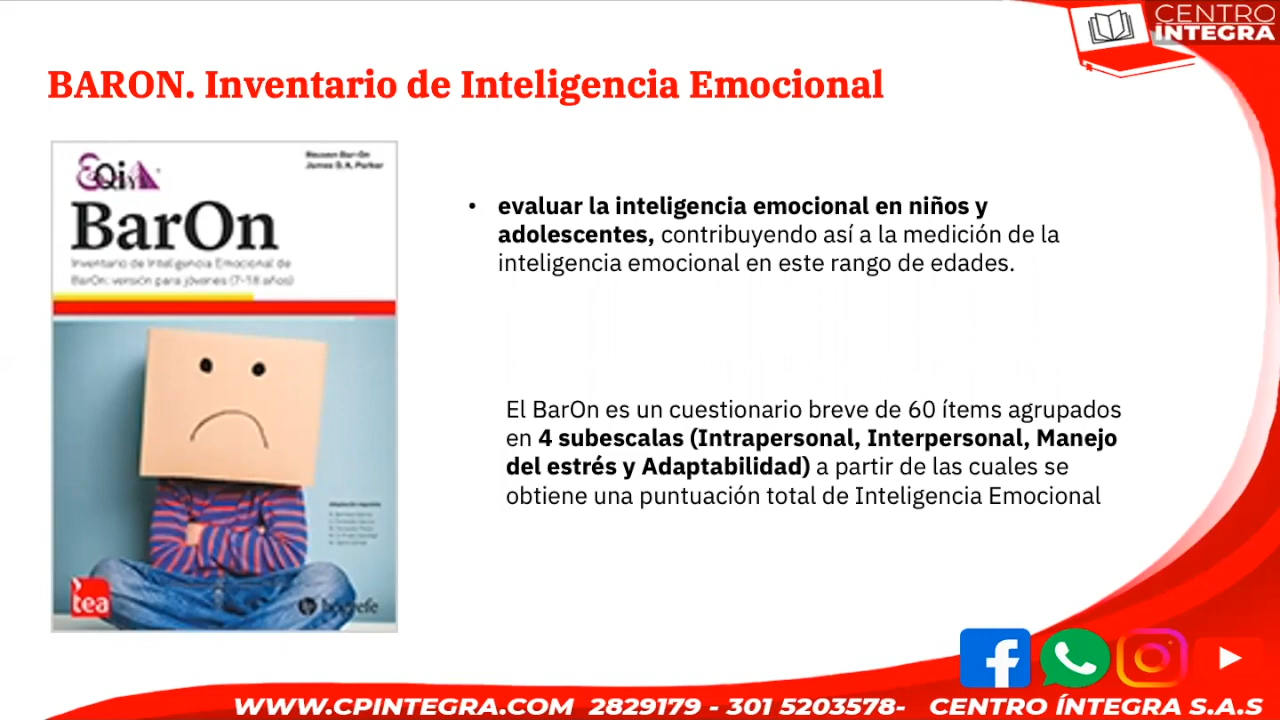 CENTRO
INTEGRA
BARON. Inventario de Inteligencia Emocional
Reuven Bar-On
James D. A. Parker
EQi
BarOn
Inventario de Inteligencia Emocional de
BarOn: versión para jóvenes (7-18 años)
• evaluar la inteligencia emocional en niños y
adolescentes, contribuyendo así a la medición de la
inteligencia emocional en este rango de edades.
El BarOn es un cuestionario breve de 60 ítems agrupados
en 4 subescalas (Intrapersonal, Interpersonal, Manejo
del estrés y Adaptabilidad) a partir de las cuales se
obtiene una puntuación total de Inteligencia Emocional
tea
hogrefe
WWW.CPINTEGRA.COM 2829179 - 301 5203578- CENTRO ÍNTEGRA S.A.S